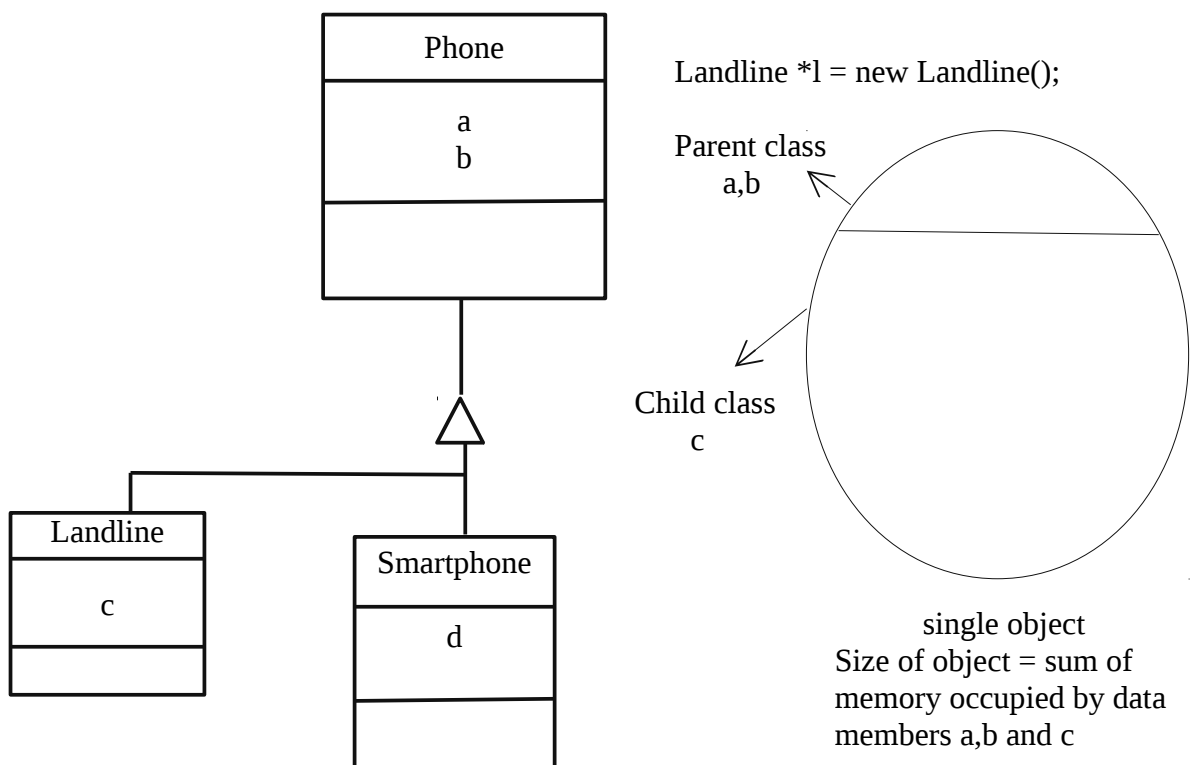 Phone
a
b
Landline
c
Smartphone
d
Landline *l = new Landline();
Parent class
a,b
Child class
c
single object
Size of object = sum of
memory occupied by data
members a,b and c